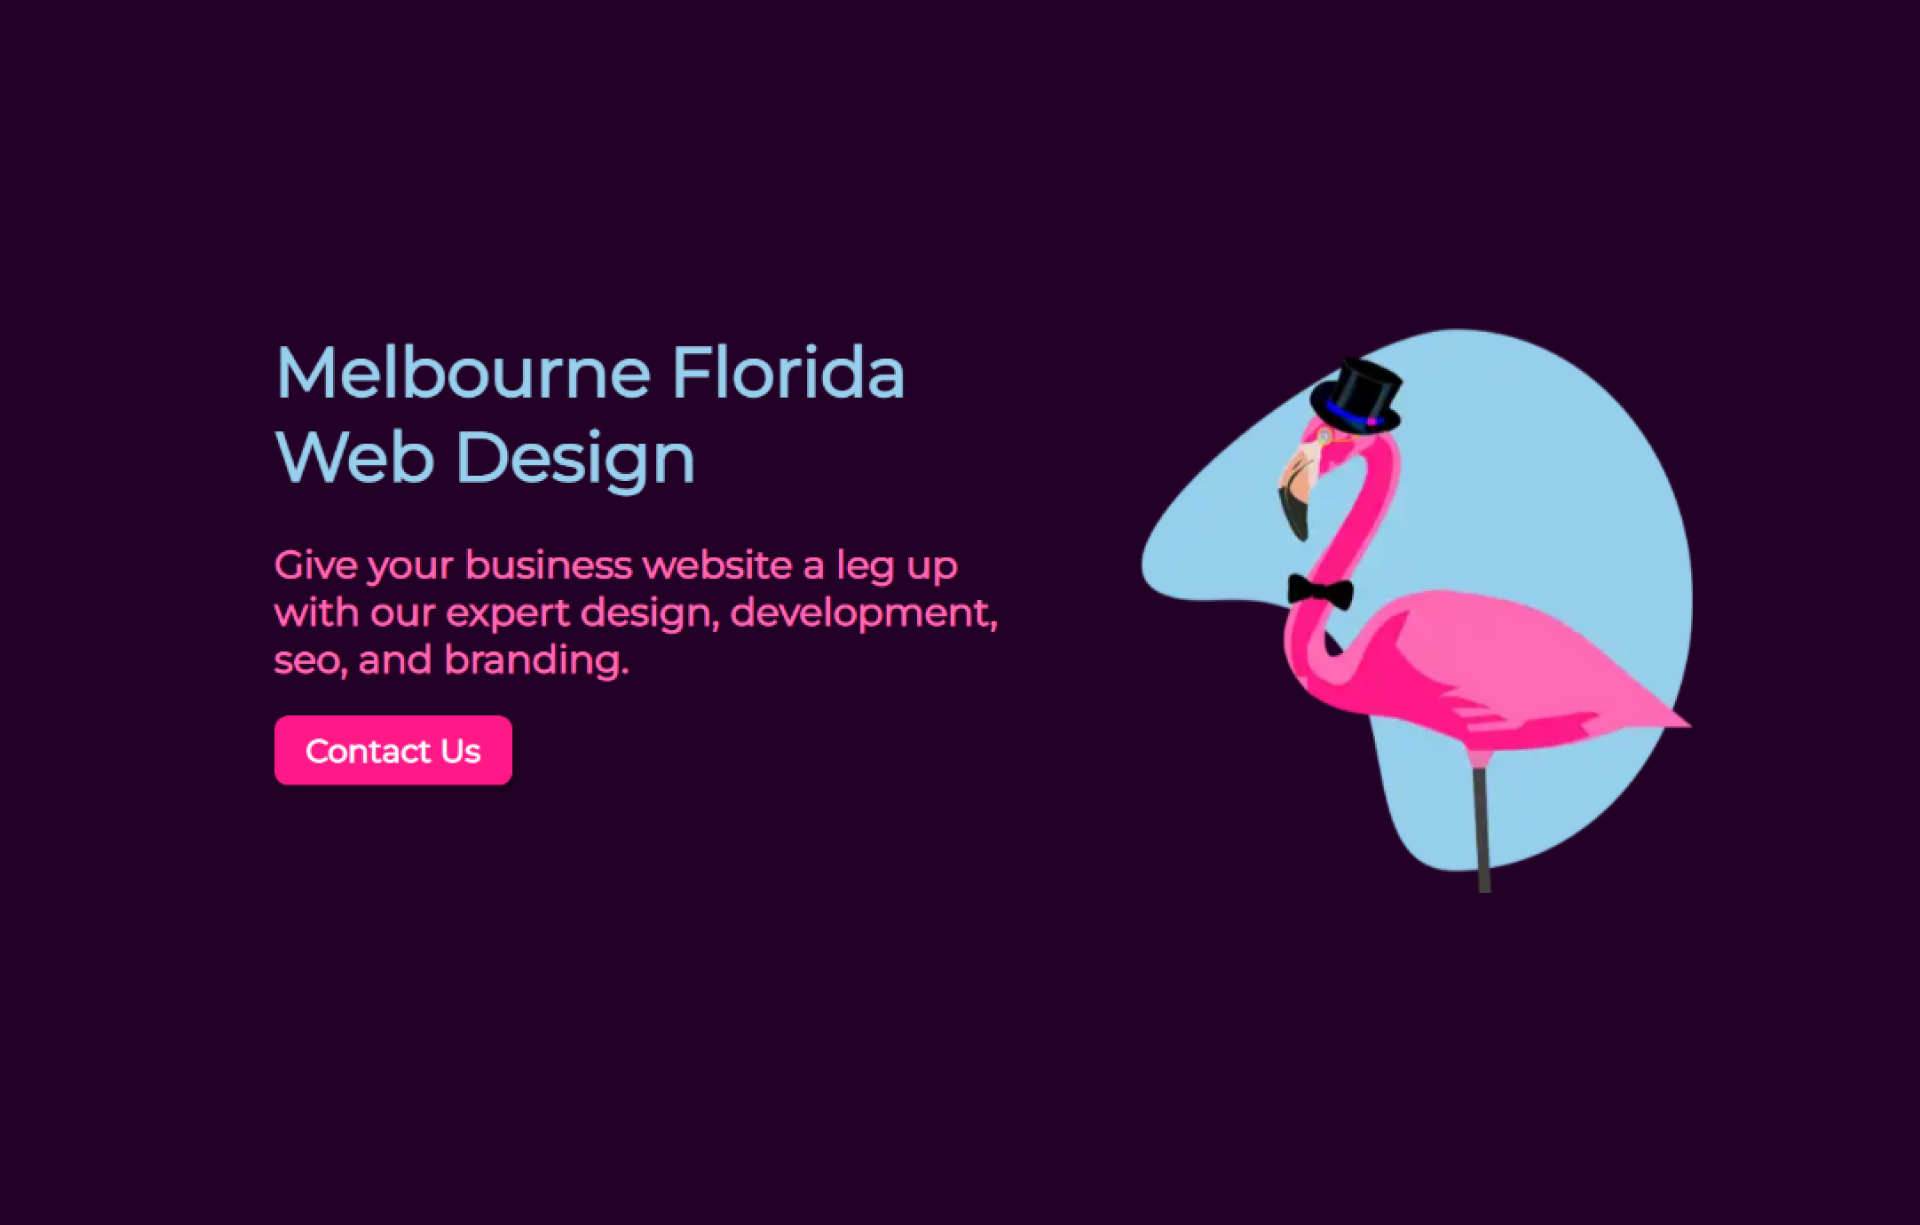 Melbourne Florida
Web Design
Give your business website a leg up
with our expert design, development,
seo, and branding.
Contact Us